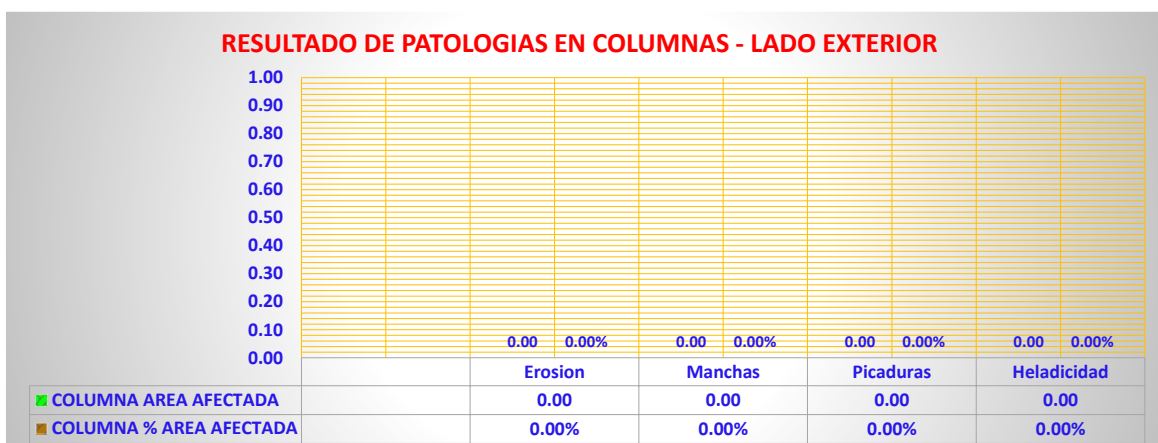 RESULTADO DE PATOLOGIAS EN COLUMNAS - LADO EXTERIOR
1.00
0.90
0.80
0.70
0.60
0.50
0.40
0.30
0.20
0.10
0.00
0.00 0.00% 0.00 0.00% 0.00 0.00% 0.00 0.00%
Erosion Manchas Picaduras Heladicidad
COLUMNA AREA AFECTADA 0.00 0.00 0.00 0.00
COLUMNA % AREA AFECTADA 0.00% 0.00% 0.00% 0.00%